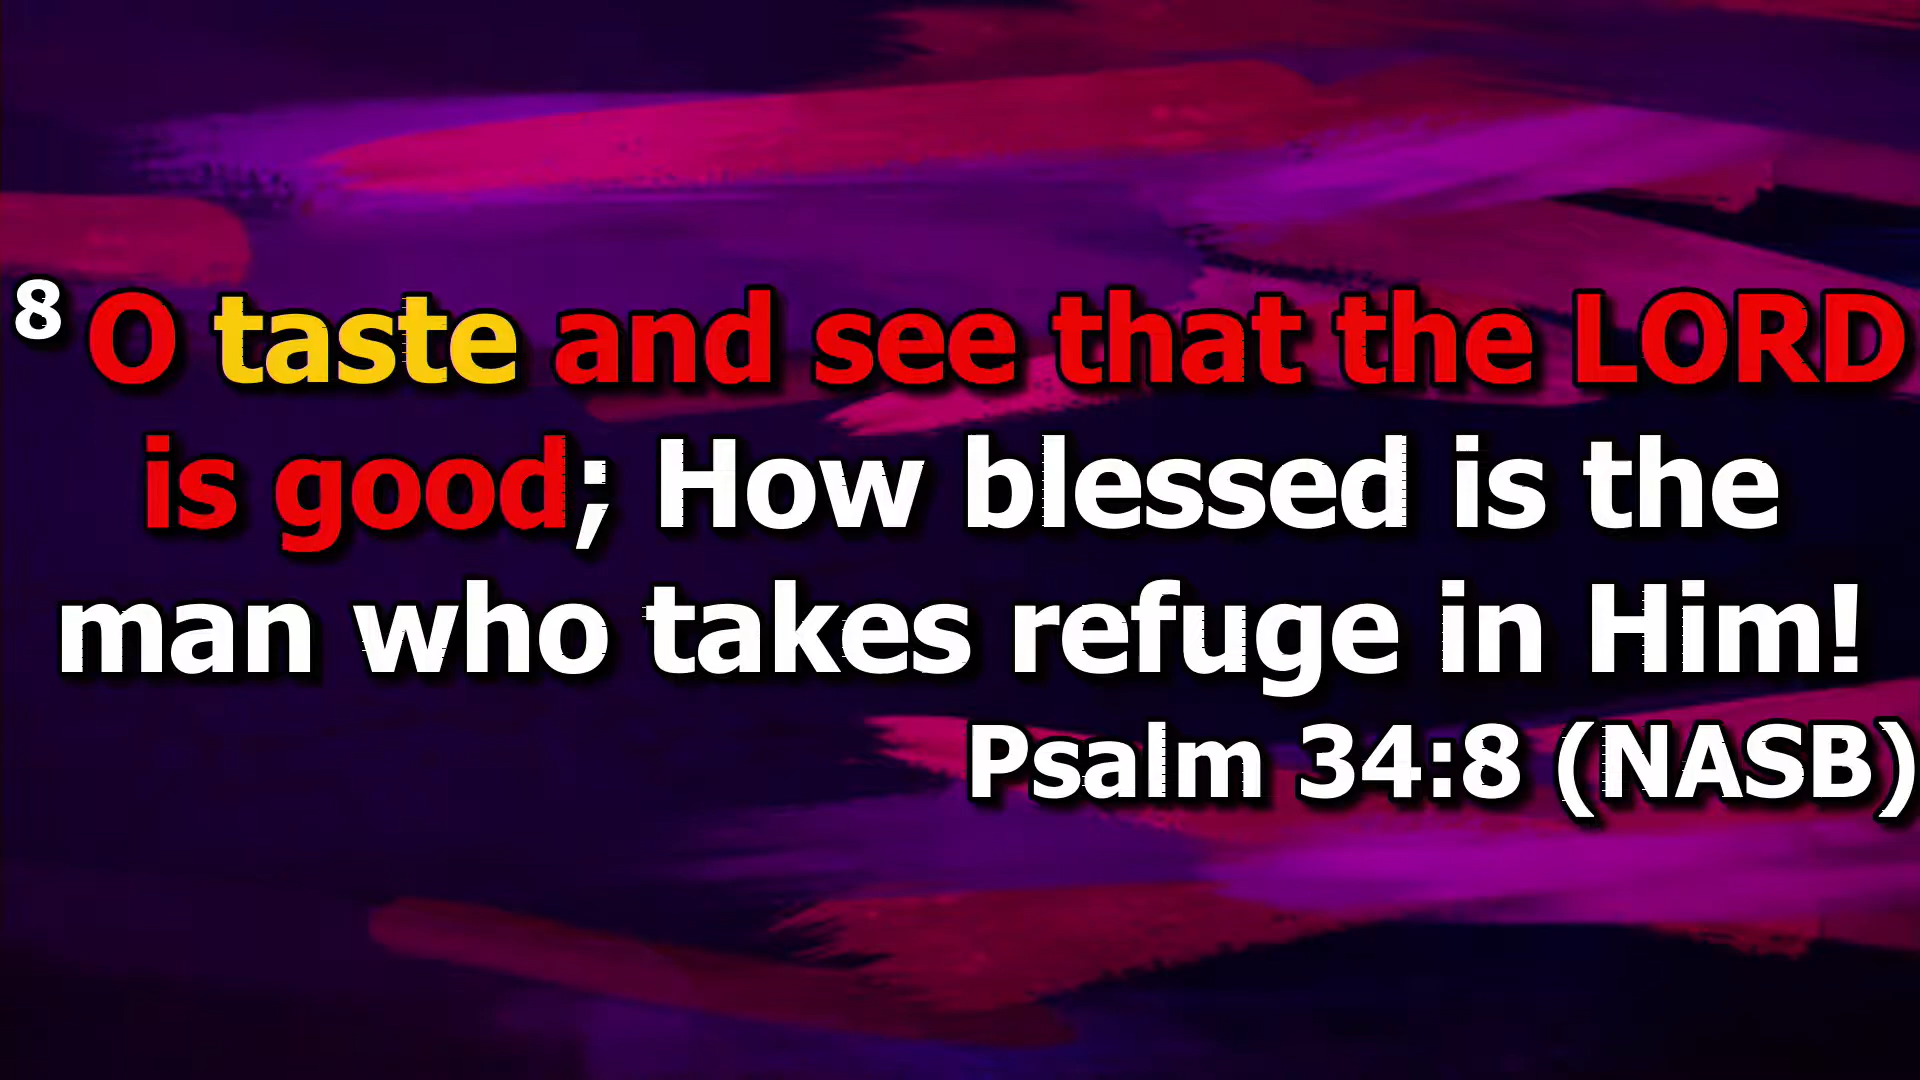 8 O taste and see that the LORD
is good; How blessed is the
man who takes refuge in Him!
Psalm 34:8 (NASB)